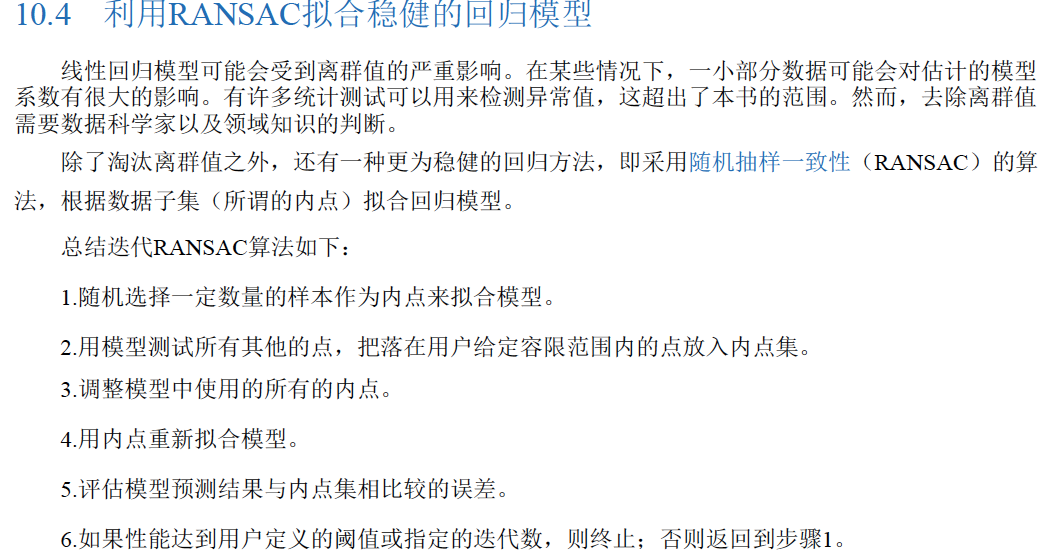 10.4 利用RANSAC拟合稳健的回归模型
线性回归模型可能会受到离群值的严重影响。在某些情况下，一小部分数据可能会对估计的模型
系数有很大的影响。有许多统计测试可以用来检测异常值，这超出了本书的范围。然而，去除离群值
需要数据科学家以及领域知识的判断。
除了淘汰离群值之外，还有一种更为稳健的回归方法，即采用随机抽样一致性（RANSAC）的算
法，根据数据子集（所谓的内点）拟合回归模型。
总结迭代RANSAC算法如下：
1.随机选择一定数量的样本作为内点来拟合模型。
2.用模型测试所有其他的点，把落在用户给定容限范围内的点放入内点集。
3.调整模型中使用的所有的内点。
4.用内点重新拟合模型。
5.评估模型预测结果与内点集相比较的误差。
6.如果性能达到用户定义的阈值或指定的迭代数，则终止；否则返回到步骤1。